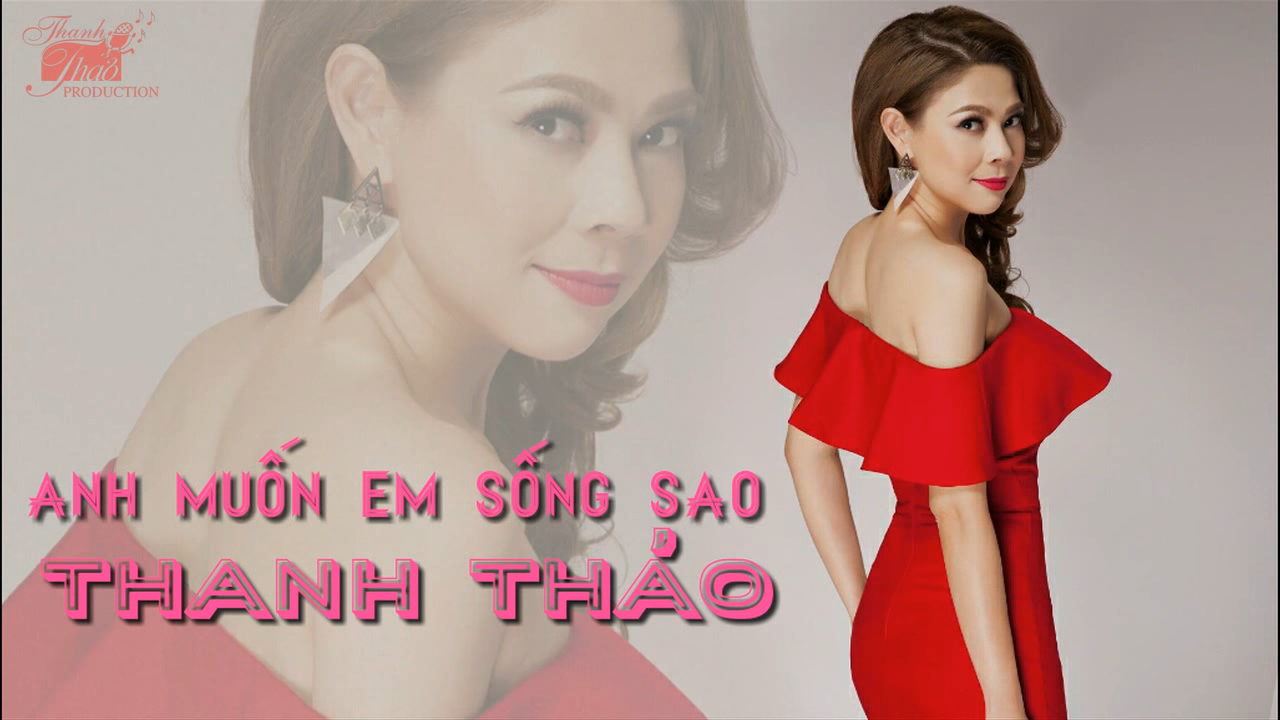 Thanh
Thảo
PRODUCTION
ANH MUỐN EM SỐNG SAO
THANH THẢO